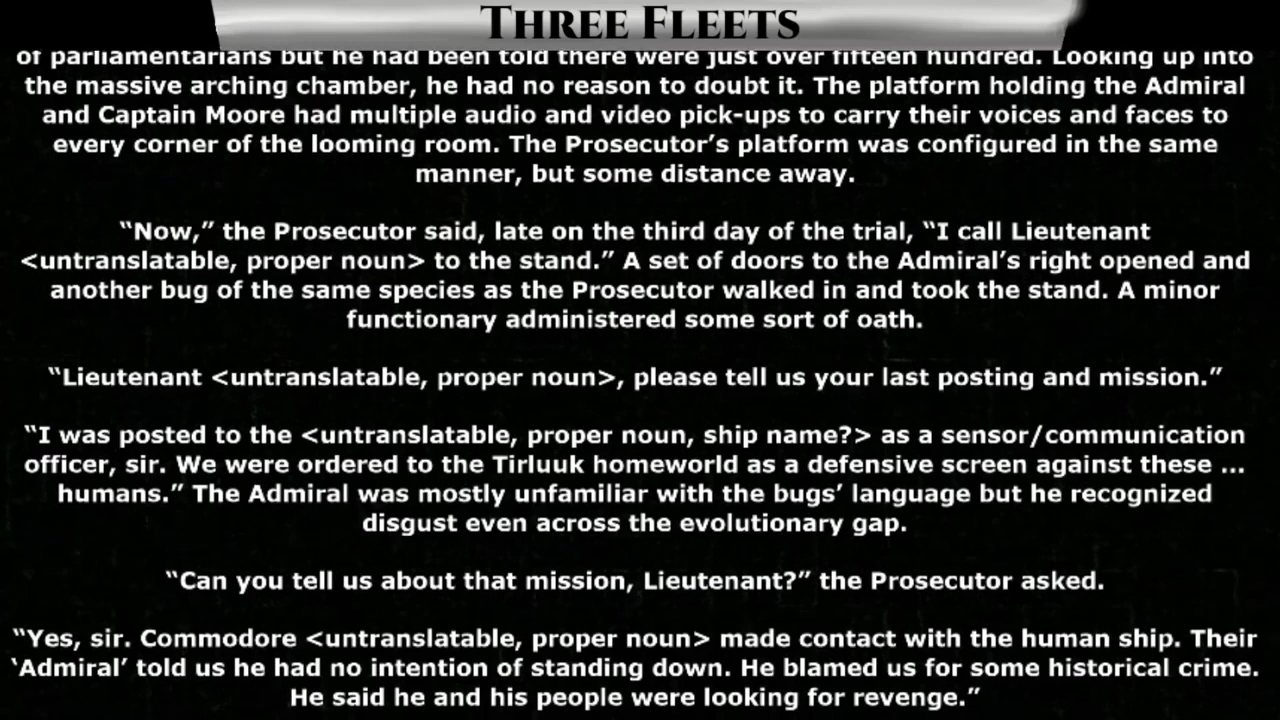 THREE FLEETS
of parliamentarians but he had been told there were just over fifteen hundred. Looking up into
the massive arching chamber, he had no reason to doubt it. The platform holding the Admiral
and Captain Moore had multiple audio and video pick-ups to carry their voices and faces to
every corner of the looming room. The Prosecutor’s platform was configured in the same
manner, but some distance away.
“Now,” the Prosecutor said, late on the third day of the trial, “I call Lieutenant
<untranslatable, proper noun> to the stand.” A set of doors to the Admiral’s right opened and
another bug of the same species as the Prosecutor walked in and took the stand. A minor
functionary administered some sort of oath.
“Lieutenant <untranslatable, proper noun>, please tell us your last posting and mission.”
“I was posted to the <untranslatable, proper noun, ship name?> as a sensor/communication
officer, sir. We were ordered to the Tirluuk homeworld as a defensive screen against these ...
humans.” The Admiral was mostly unfamiliar with the bugs’ language but he recognized
disgust even across the evolutionary gap.
“Can you tell us about that mission, Lieutenant?” the Prosecutor asked.
“Yes, sir. Commodore <untranslatable, proper noun> made contact with the human ship. Their
‘Admiral’ told us he had no intention of standing down. He blamed us for some historical crime.
He said he and his people were looking for revenge.”